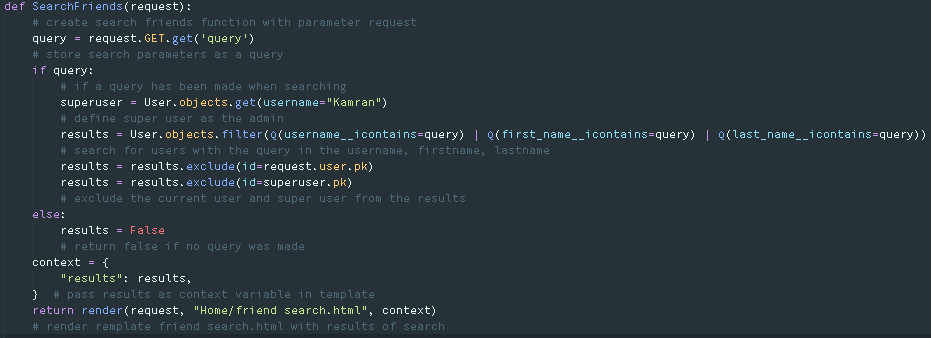 def SearchFriends(request):
    # create search friends function with parameter request
    query = request.GET.get('query')
    # store search parameters as a query
    if query:
        # if a query has been made when searching
        superuser = User.objects.get(username="Kamran")
        # define super user as the admin
        results = User.objects.filter(Q(username__icontains=query) | Q(first_name__icontains=query) | Q(last_name__icontains=query))
        # search for users with the query in the username, firstname, lastname
        results = results.exclude(id=request.user.pk)
        results = results.exclude(id=superuser.pk)
        # exclude the current user and super user from the results
    else:
        results = False
        # return false if no query was made
    context = {
        "results": results,
    }  # pass results as context variable in template
    return render(request, "Home/friend search.html", context)
    # render remplate friend search.html with results of search